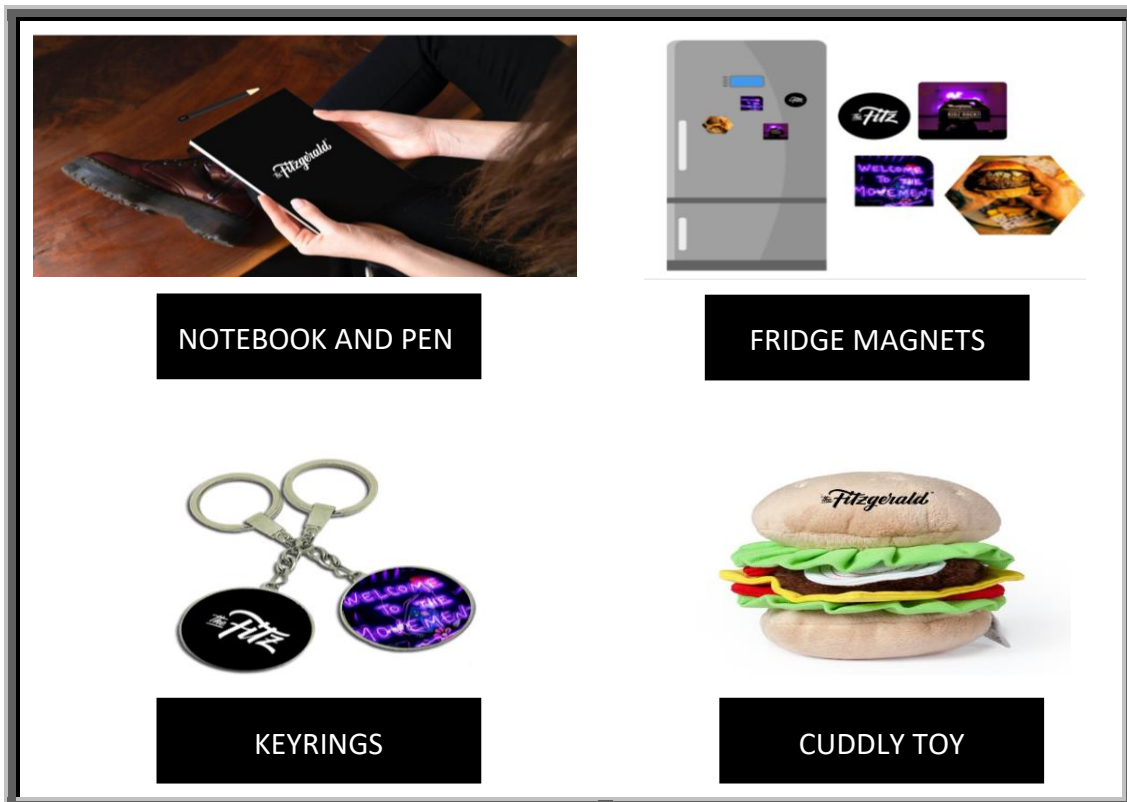 the Fitzgerald
the Fitz
WELCOME
TO THE
MOVEMENT
NOTEBOOK AND PEN
FRIDGE MAGNETS
the Fitz
WELCOME
TO THE
MOVEMENT
the Fitzgerald
KEYRINGS
CUDDLY TOY